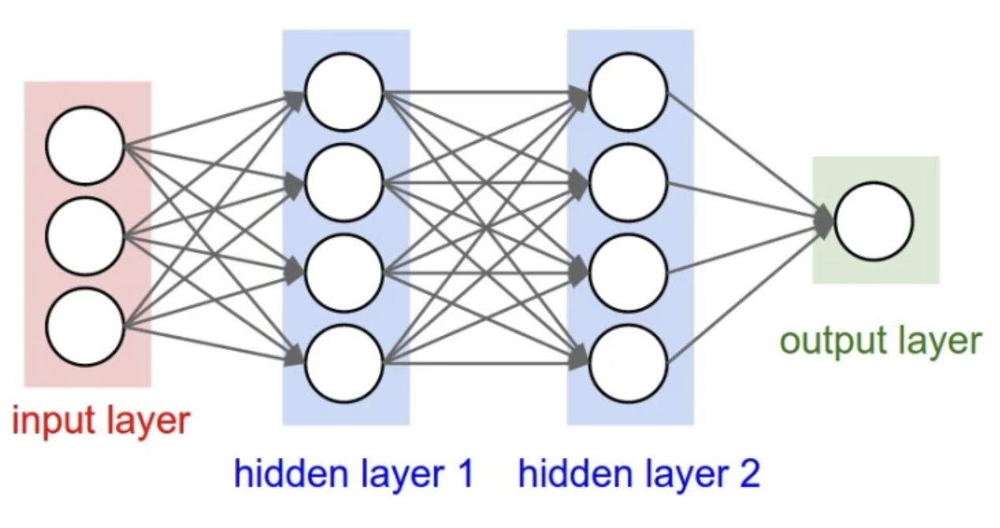 input layer
hidden layer 1
hidden layer 2
output layer